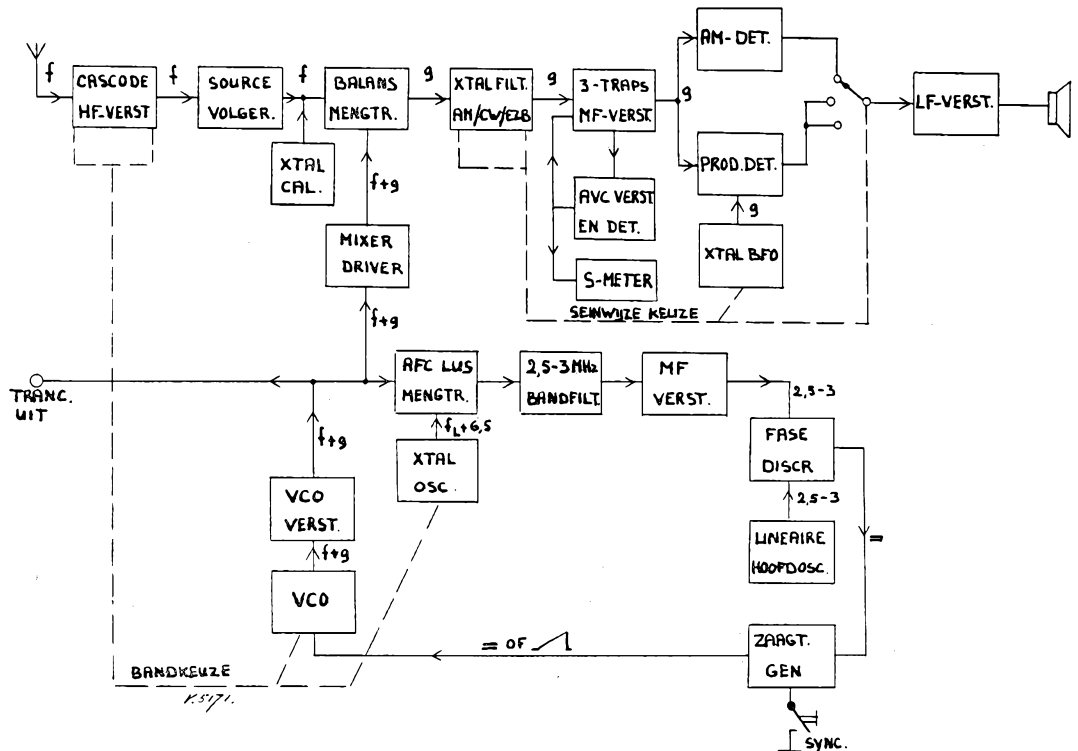 f
CASCODE
HF-VERST
f
SOURCE
VOLGER.
f
XTAL
CAL.
BALANS
MENGTR.
g
XTAL FILT.
AM/CW/EZB
g
3-TRAPS
MF-VERST.
g
AM-DET.
PROD.DET.
g
XTAL BFO
LF-VERST.
AVC VERST
EN DET.
S-METER
SEINWIJZE KEUZE
f+g
MIXER
DRIVER
f+g
TRANC.
UIT
AFC LUS
MENGTR.
2,5-3MHz
BANDFILT.
MF
VERST.
2,5-3
FASE
DISCR
2,5-3
LINEAIRE
HOOFDOSC.
=
fL+6,5
XTAL
OSC.
f+g
VCO
VERST.
f+g
VCO
= OF
ZAAGT.
GEN
SYNC.
BANDKEUZE